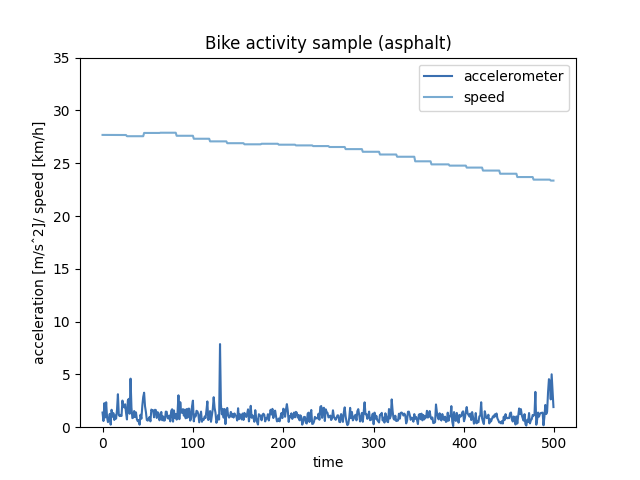 Bike activity sample (asphalt)
accelerometer
speed
acceleration [m/s^2]/ speed [km/h]
35
30
25
20
15
10
5
0
0 100 200 300 400 500
time